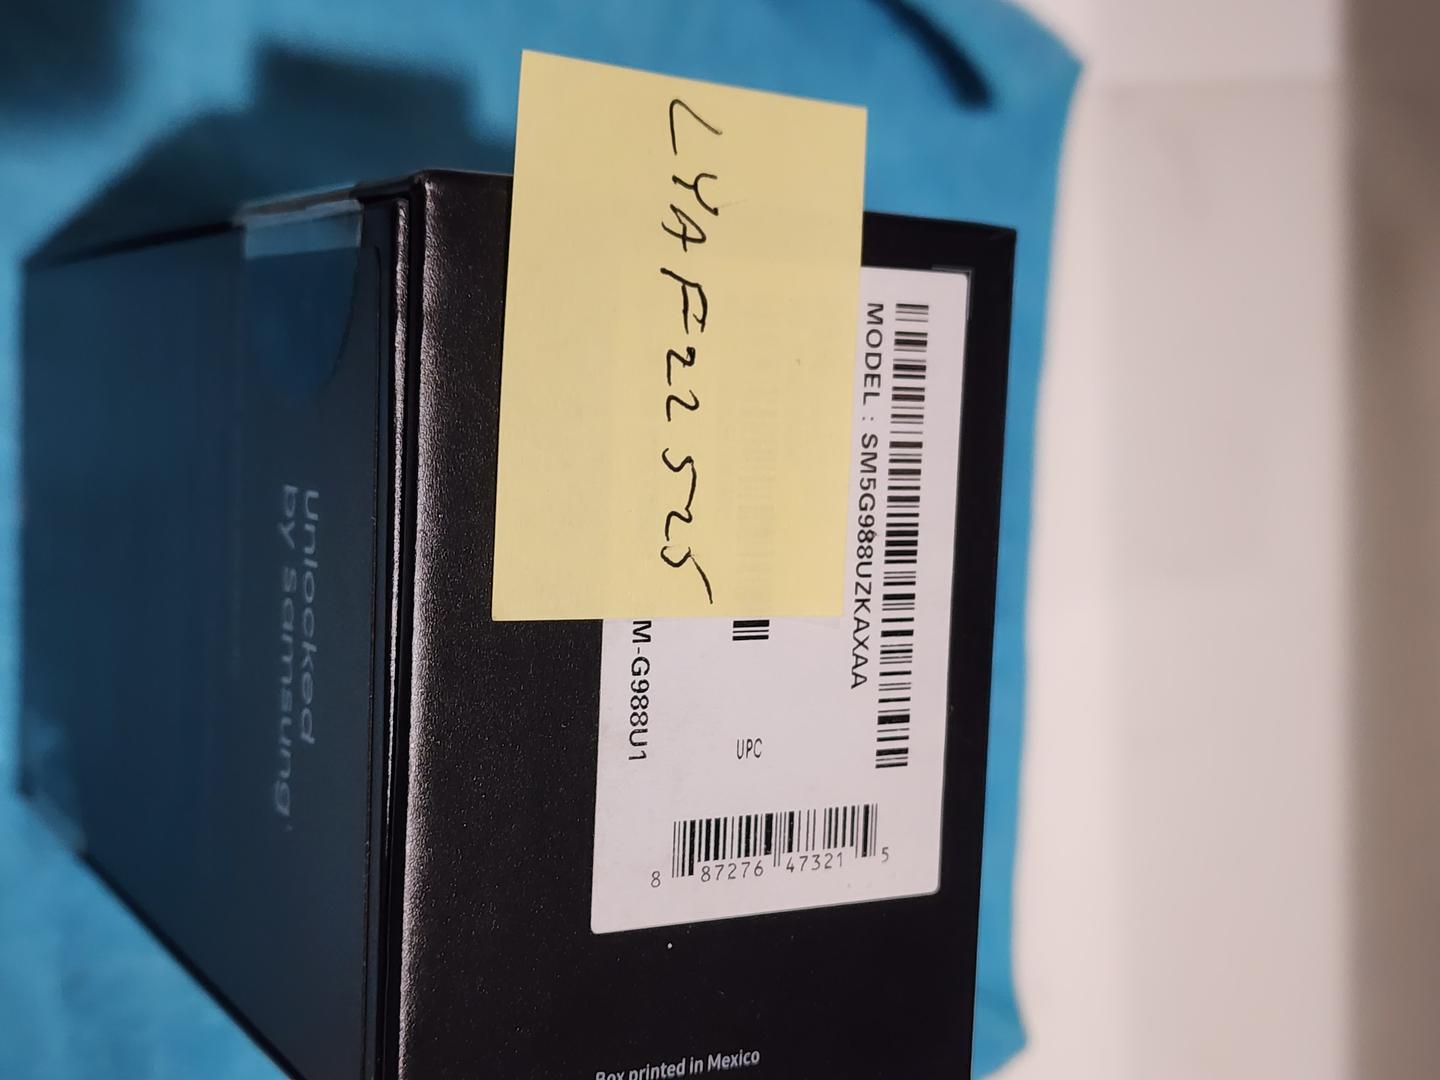 LYAF22525
MODEL : SM5G988UZKAXAA
M-G988U1
UPC
8 87276 47321 5
unlocked
by samsung
Box printed in Mexico